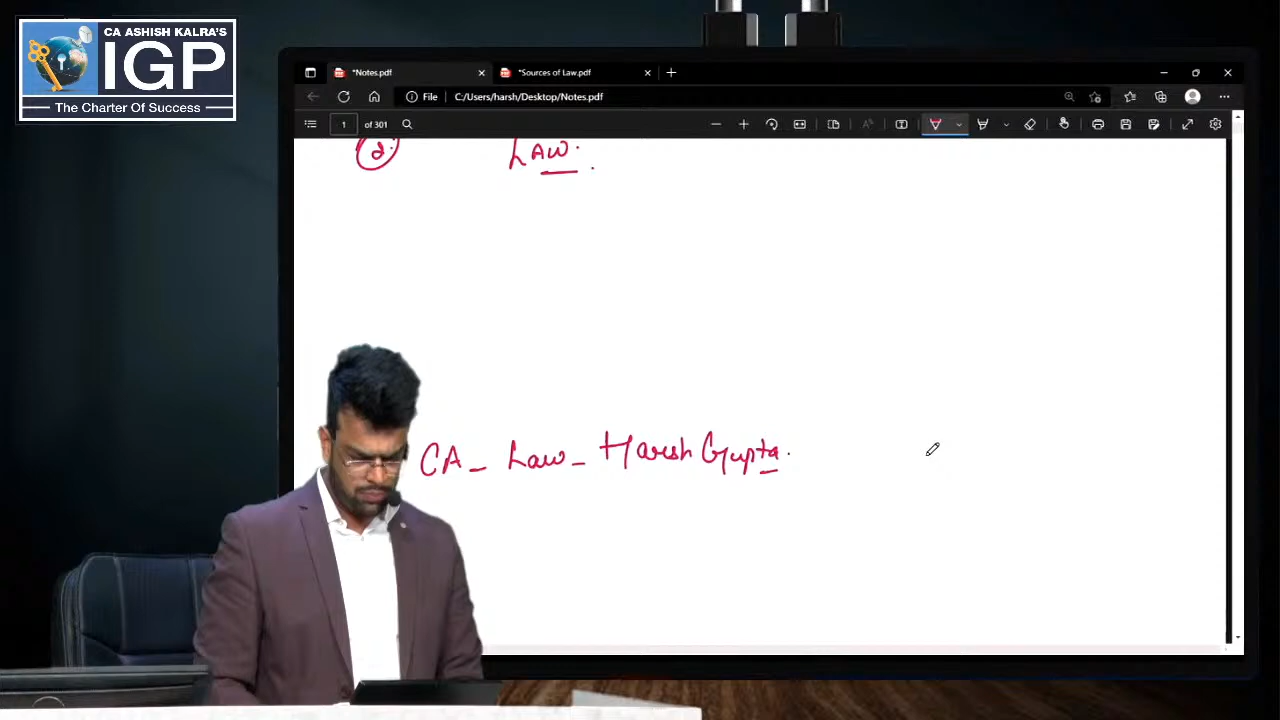 CA ASHISH KALRA'S
IGP
The Charter Of Success
*Notes.pdf
*Sources of Law.pdf
File
C:/Users/harsh/Desktop/Notes.pdf
1 of 301
2.
LAW.
CA_Law_Harsh Gupta.